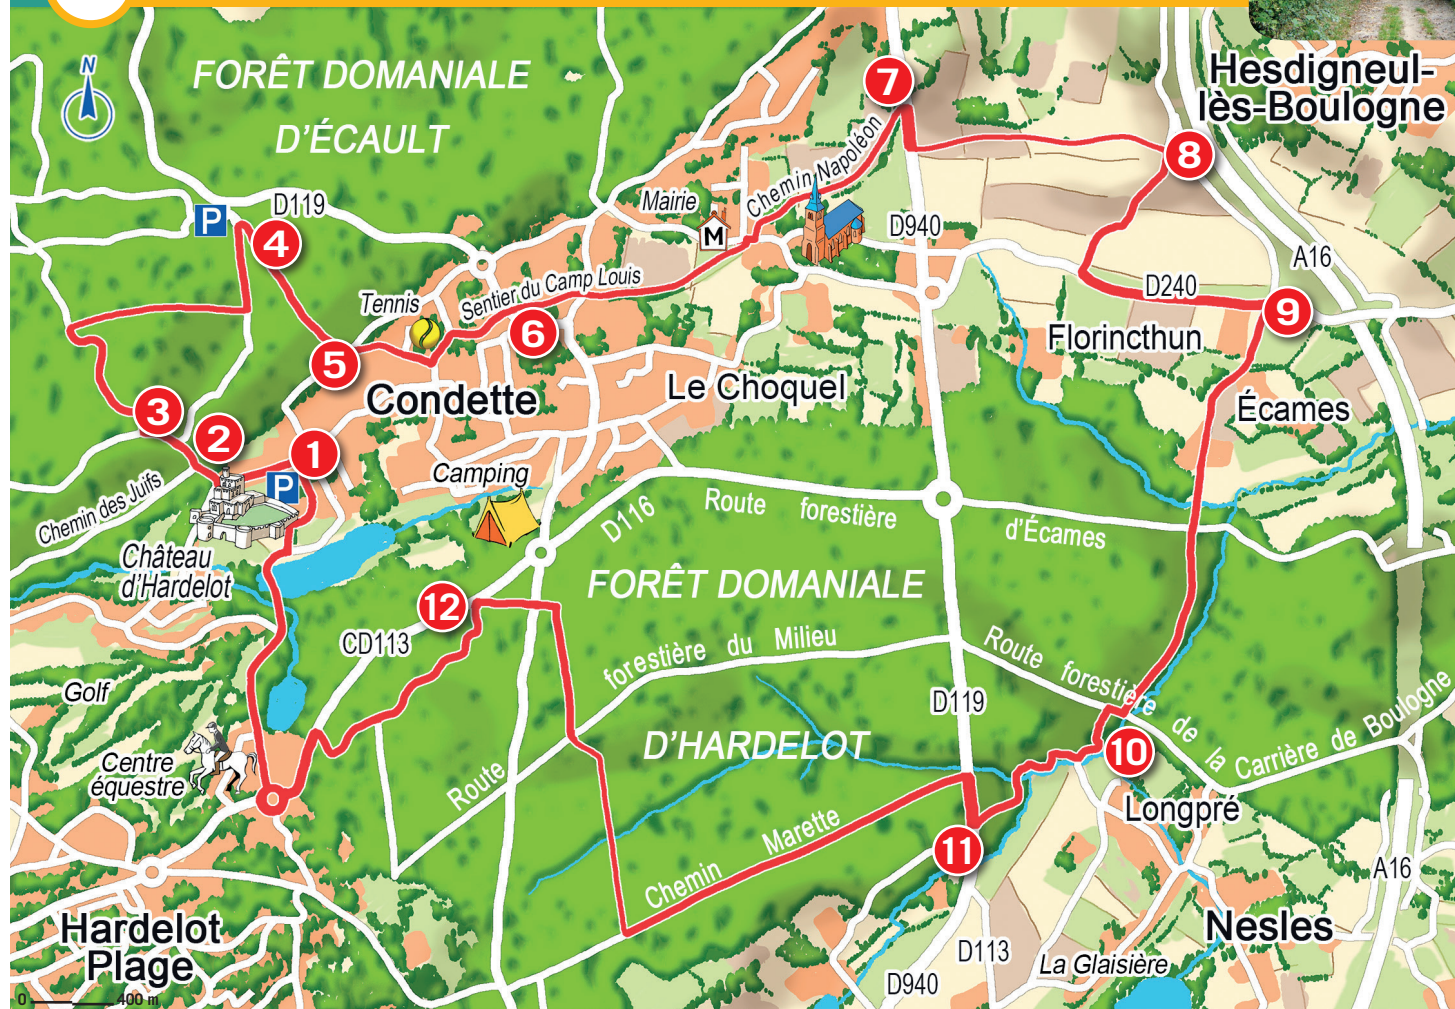 N
FORÊT DOMANIALE
D'ÉCAULT
Hesdigneul-
lès-Boulogne
7
8
Chemin Napoléon
Mairie
M
D119
P
4
D940
A16
D240
9
Sentier du Camp Louis
Tennis
6
5
Florincthun
Condette
Le Choquel
Écames
3
2
1
P
Camping
Chemin des Juifs
D116
Route forestière
d'Écames
Château
d'Hardelot
FORÊT DOMANIALE
12
CD113
forestière du Milieu
Route
Route forestière de la Carrière de Boulogne
Golf
D119
D'HARDELOT
10
Centre
équestre
Longpré
Chemin Marette
11
A16
Hardelot
Plage
Nesles
D113
D940
La Glaisière
0 400 m